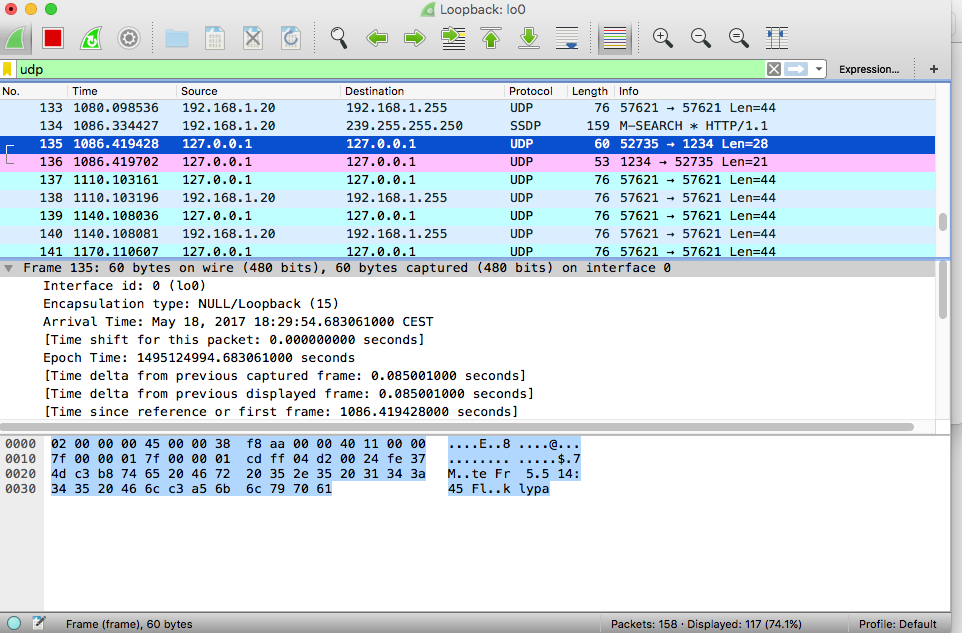 Loopback: lo0
udp
Expression...
+
No. Time Source Destination Protocol Length Info
133 1080.098536 192.168.1.20 192.168.1.255 UDP 76 57621 → 57621 Len=44
134 1086.334427 192.168.1.20 239.255.255.250 SSDP 159 M-SEARCH * HTTP/1.1
135 1086.419428 127.0.0.1 127.0.0.1 UDP 60 52735 → 1234 Len=28
136 1086.419702 127.0.0.1 127.0.0.1 UDP 53 1234 → 52735 Len=21
137 1110.103161 127.0.0.1 127.0.0.1 UDP 76 57621 → 57621 Len=44
138 1110.103196 192.168.1.20 192.168.1.255 UDP 76 57621 → 57621 Len=44
139 1140.108036 127.0.0.1 127.0.0.1 UDP 76 57621 → 57621 Len=44
140 1140.108081 192.168.1.20 192.168.1.255 UDP 76 57621 → 57621 Len=44
141 1170.110607 127.0.0.1 127.0.0.1 UDP 76 57621 → 57621 Len=44
Frame 135: 60 bytes on wire (480 bits), 60 bytes captured (480 bits) on interface 0
Interface id: 0 (lo0)
Encapsulation type: NULL/Loopback (15)
Arrival Time: May 18, 2017 18:29:54.683061000 CEST
[Time shift for this packet: 0.000000000 seconds]
Epoch Time: 1495124994.683061000 seconds
[Time delta from previous captured frame: 0.085001000 seconds]
[Time delta from previous displayed frame: 0.085001000 seconds]
[Time since reference or first frame: 1086.419428000 seconds]
0000 02 00 00 00 45 00 00 38 f8 aa 00 00 40 11 00 00 ....E..8 ....@...
0010 7f 00 00 01 7f 00 00 01 cd ff 04 d2 00 24 fe 37 ........ .....$.7
0020 4d c3 b8 74 65 20 46 72 20 35 2e 35 20 31 34 3a M..te Fr 5.5 14:
0030 34 35 20 46 6c c3 a5 6b 6c 79 70 61 45 Fl..k lypa
Frame (frame), 60 bytes
Packets: 158 · Displayed: 117 (74.1%)
Profile: Default